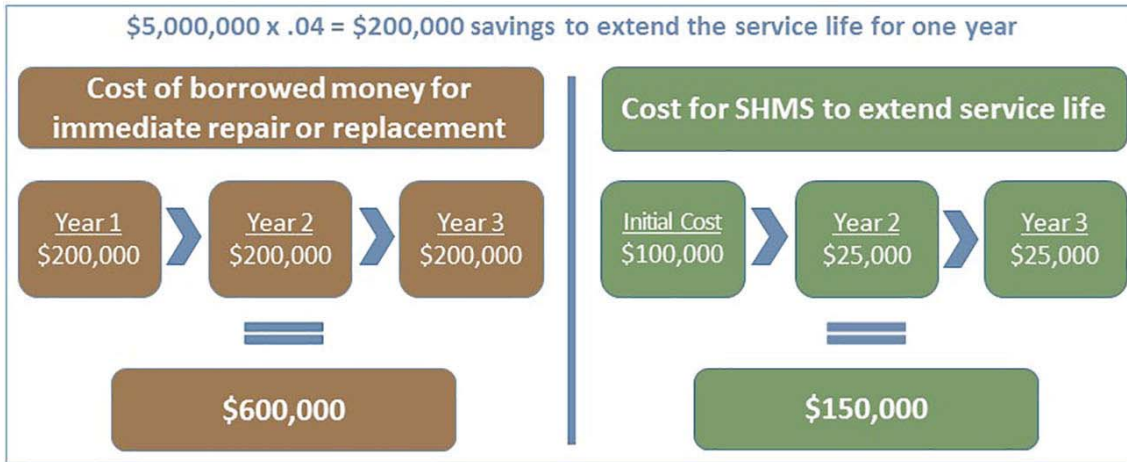 $5,000,000 x .04 = $200,000 savings to extend the service life for one year
Cost of borrowed money for
immediate repair or replacement
Year 1
$200,000
Year 2
$200,000
Year 3
$200,000
$600,000
Cost for SHMS to extend service life
Initial Cost
$100,000
Year 2
$25,000
Year 3
$25,000
$150,000